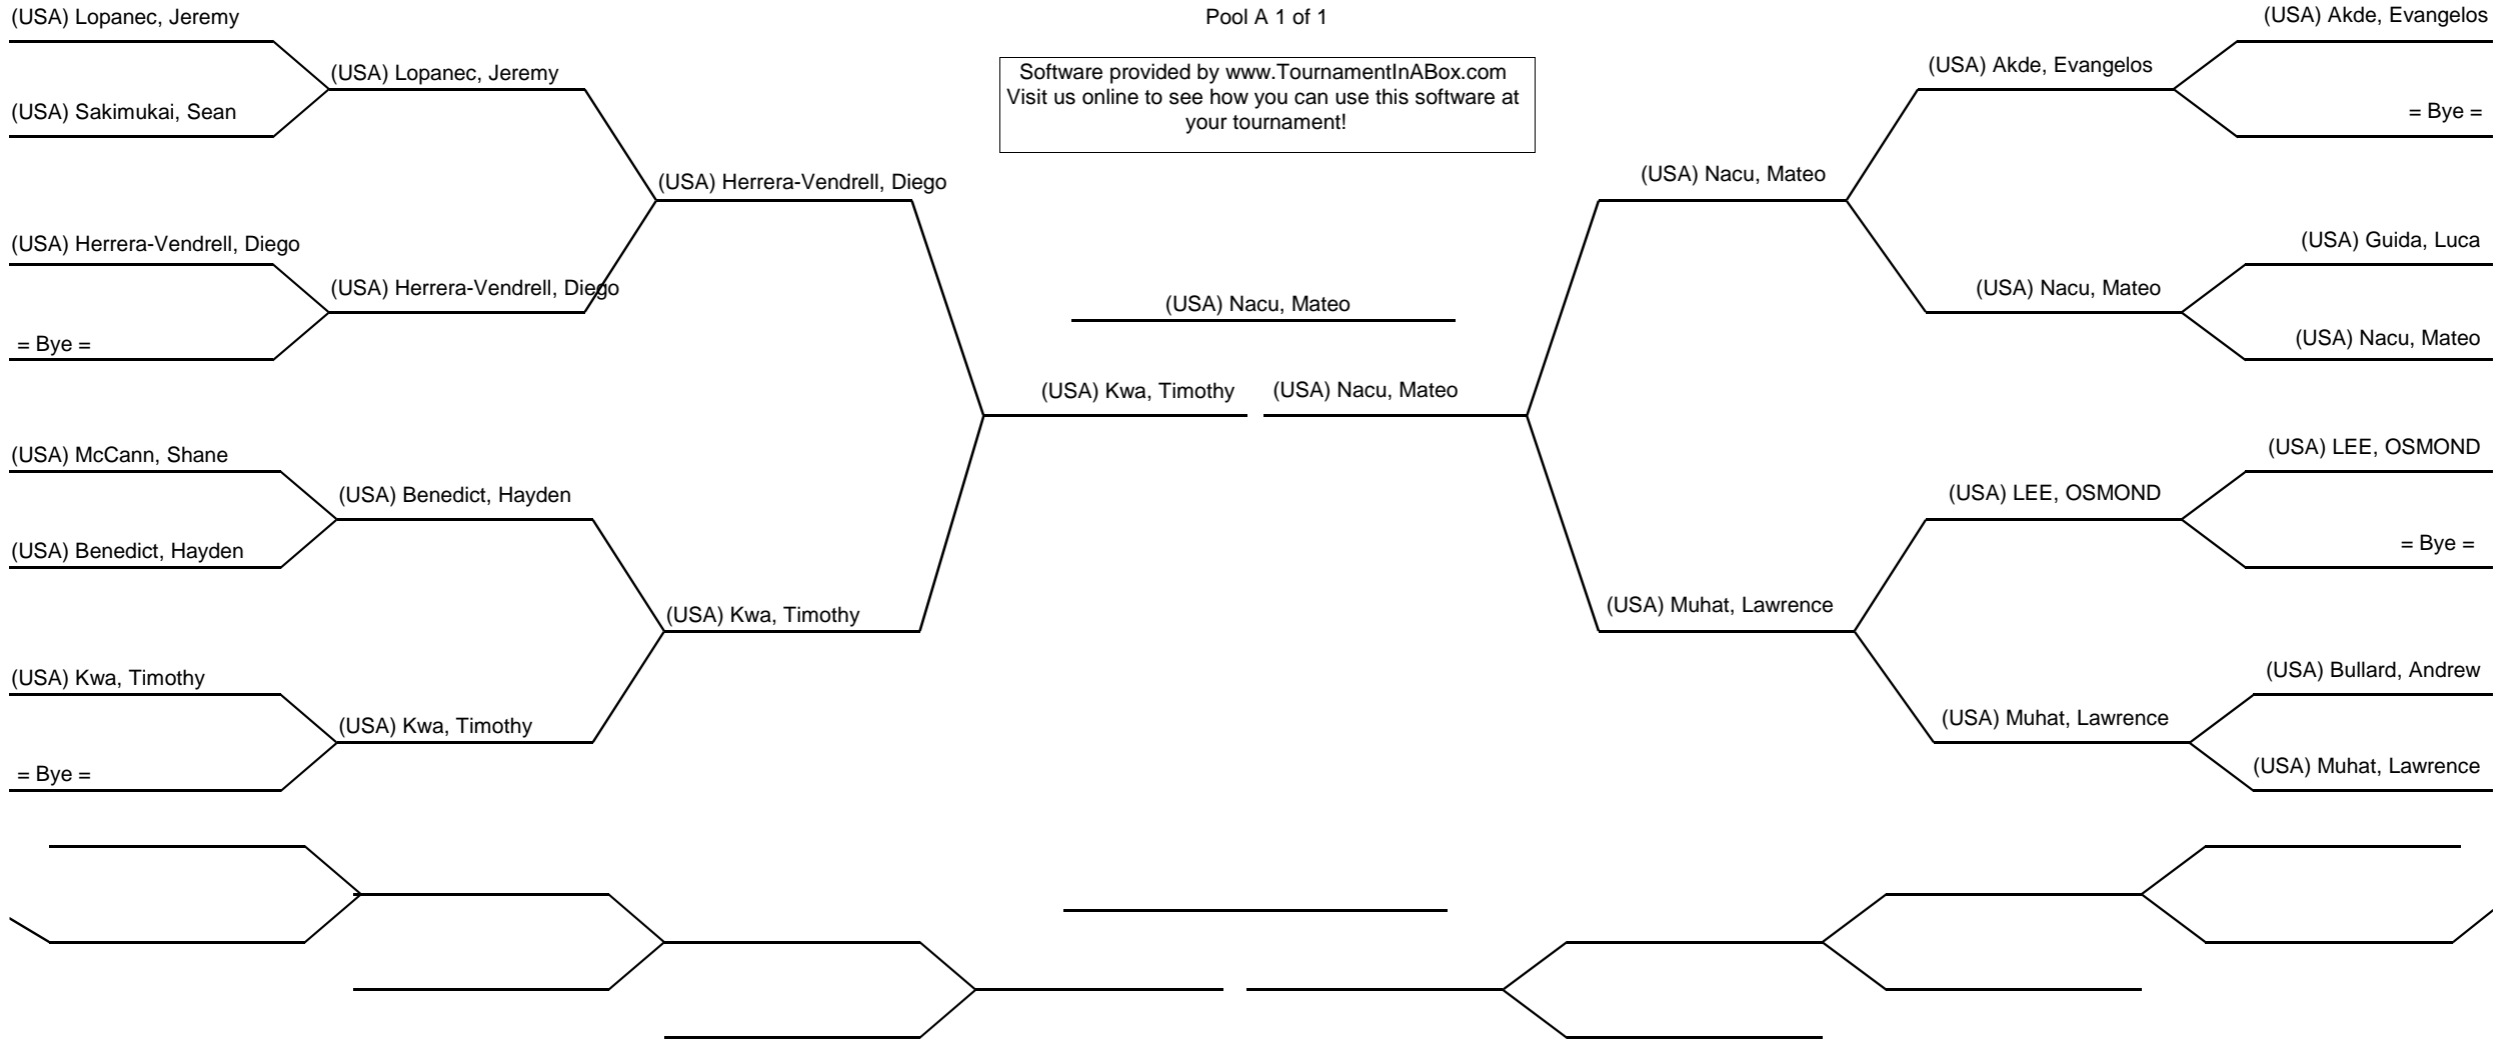 (USA) Lopanec, Jeremy
(USA) Sakimukai, Sean
(USA) Herrera-Vendrell, Diego
= Bye =
(USA) McCann, Shane
(USA) Benedict, Hayden
(USA) Kwa, Timothy
= Bye =
(USA) Lopanec, Jeremy
(USA) Herrera-Vendrell, Diego
(USA) Benedict, Hayden
(USA) Kwa, Timothy
(USA) Herrera-Vendrell, Diego
(USA) Kwa, Timothy
Pool A 1 of 1
Software provided by www.TournamentInABox.com
Visit us online to see how you can use this software at
your tournament!
(USA) Nacu, Mateo
(USA) Kwa, Timothy
(USA) Nacu, Mateo
(USA) Nacu, Mateo
(USA) Muhat, Lawrence
(USA) Akde, Evangelos
(USA) Nacu, Mateo
(USA) LEE, OSMOND
(USA) Muhat, Lawrence
(USA) Akde, Evangelos
= Bye =
(USA) Guida, Luca
(USA) Nacu, Mateo
(USA) LEE, OSMOND
= Bye =
(USA) Bullard, Andrew
(USA) Muhat, Lawrence